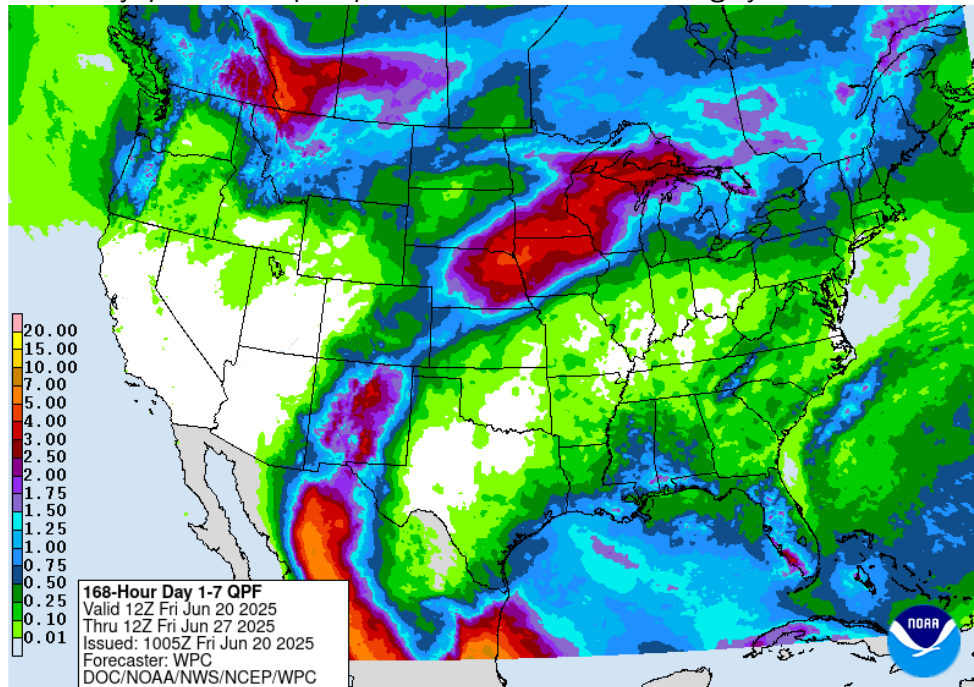 20.00
15.00
10.00
7.00
5.00
4.00
3.00
2.50
2.00
1.75
1.50
1.25
1.00
0.75
0.50
0.25
0.10
0.01
168-Hour Day 1-7 QPF
Valid 12Z Fri Jun 20 2025
Thru 12Z Fri Jun 27 2025
Issued: 1005Z Fri Jun 20 2025
Forecaster: WPC
DOC/NOAA/NWS/NCEP/WPC
NOAA